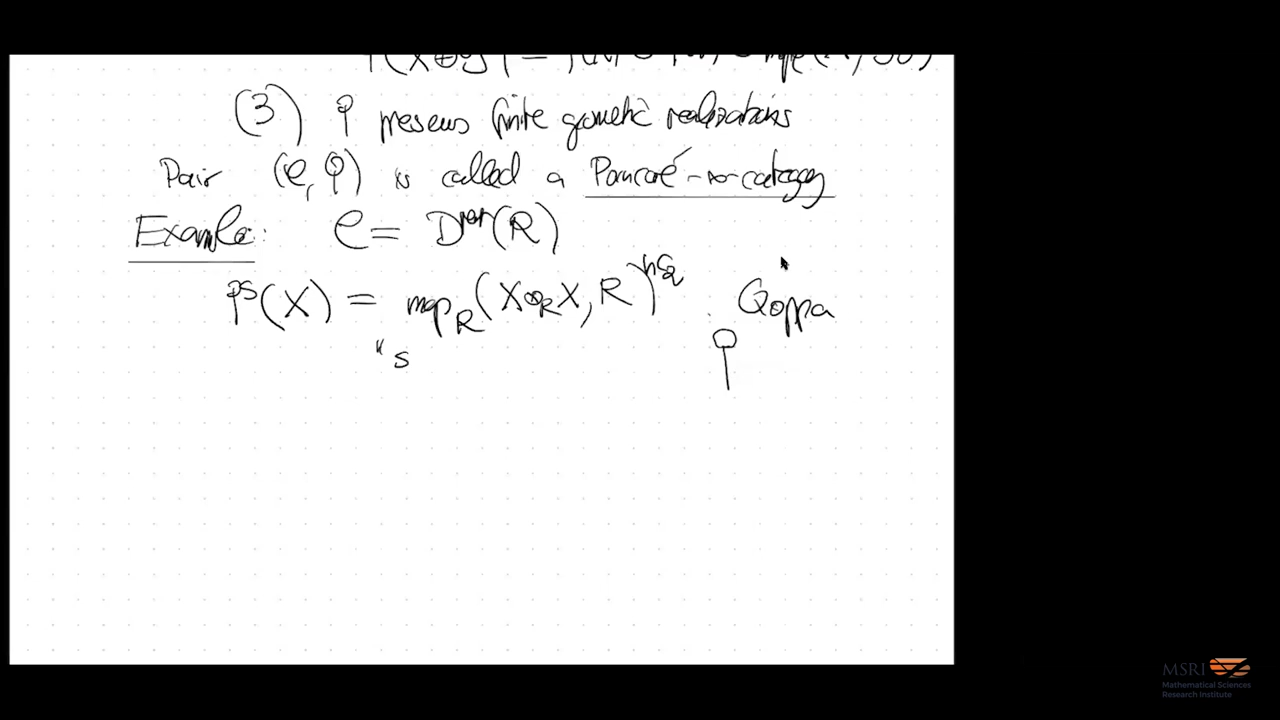 (3) Ϙ preserves finite geometric realizations
Pair (C, Ϙ) is called a Poincaré-∞-category
Example: C = D^perf(R)
Ϙ^s(X) = map_R(X⊗_R X, R)^hC₂ Qoppa
"s Ϙ
MSRI
Mathematical Sciences
Research Institute